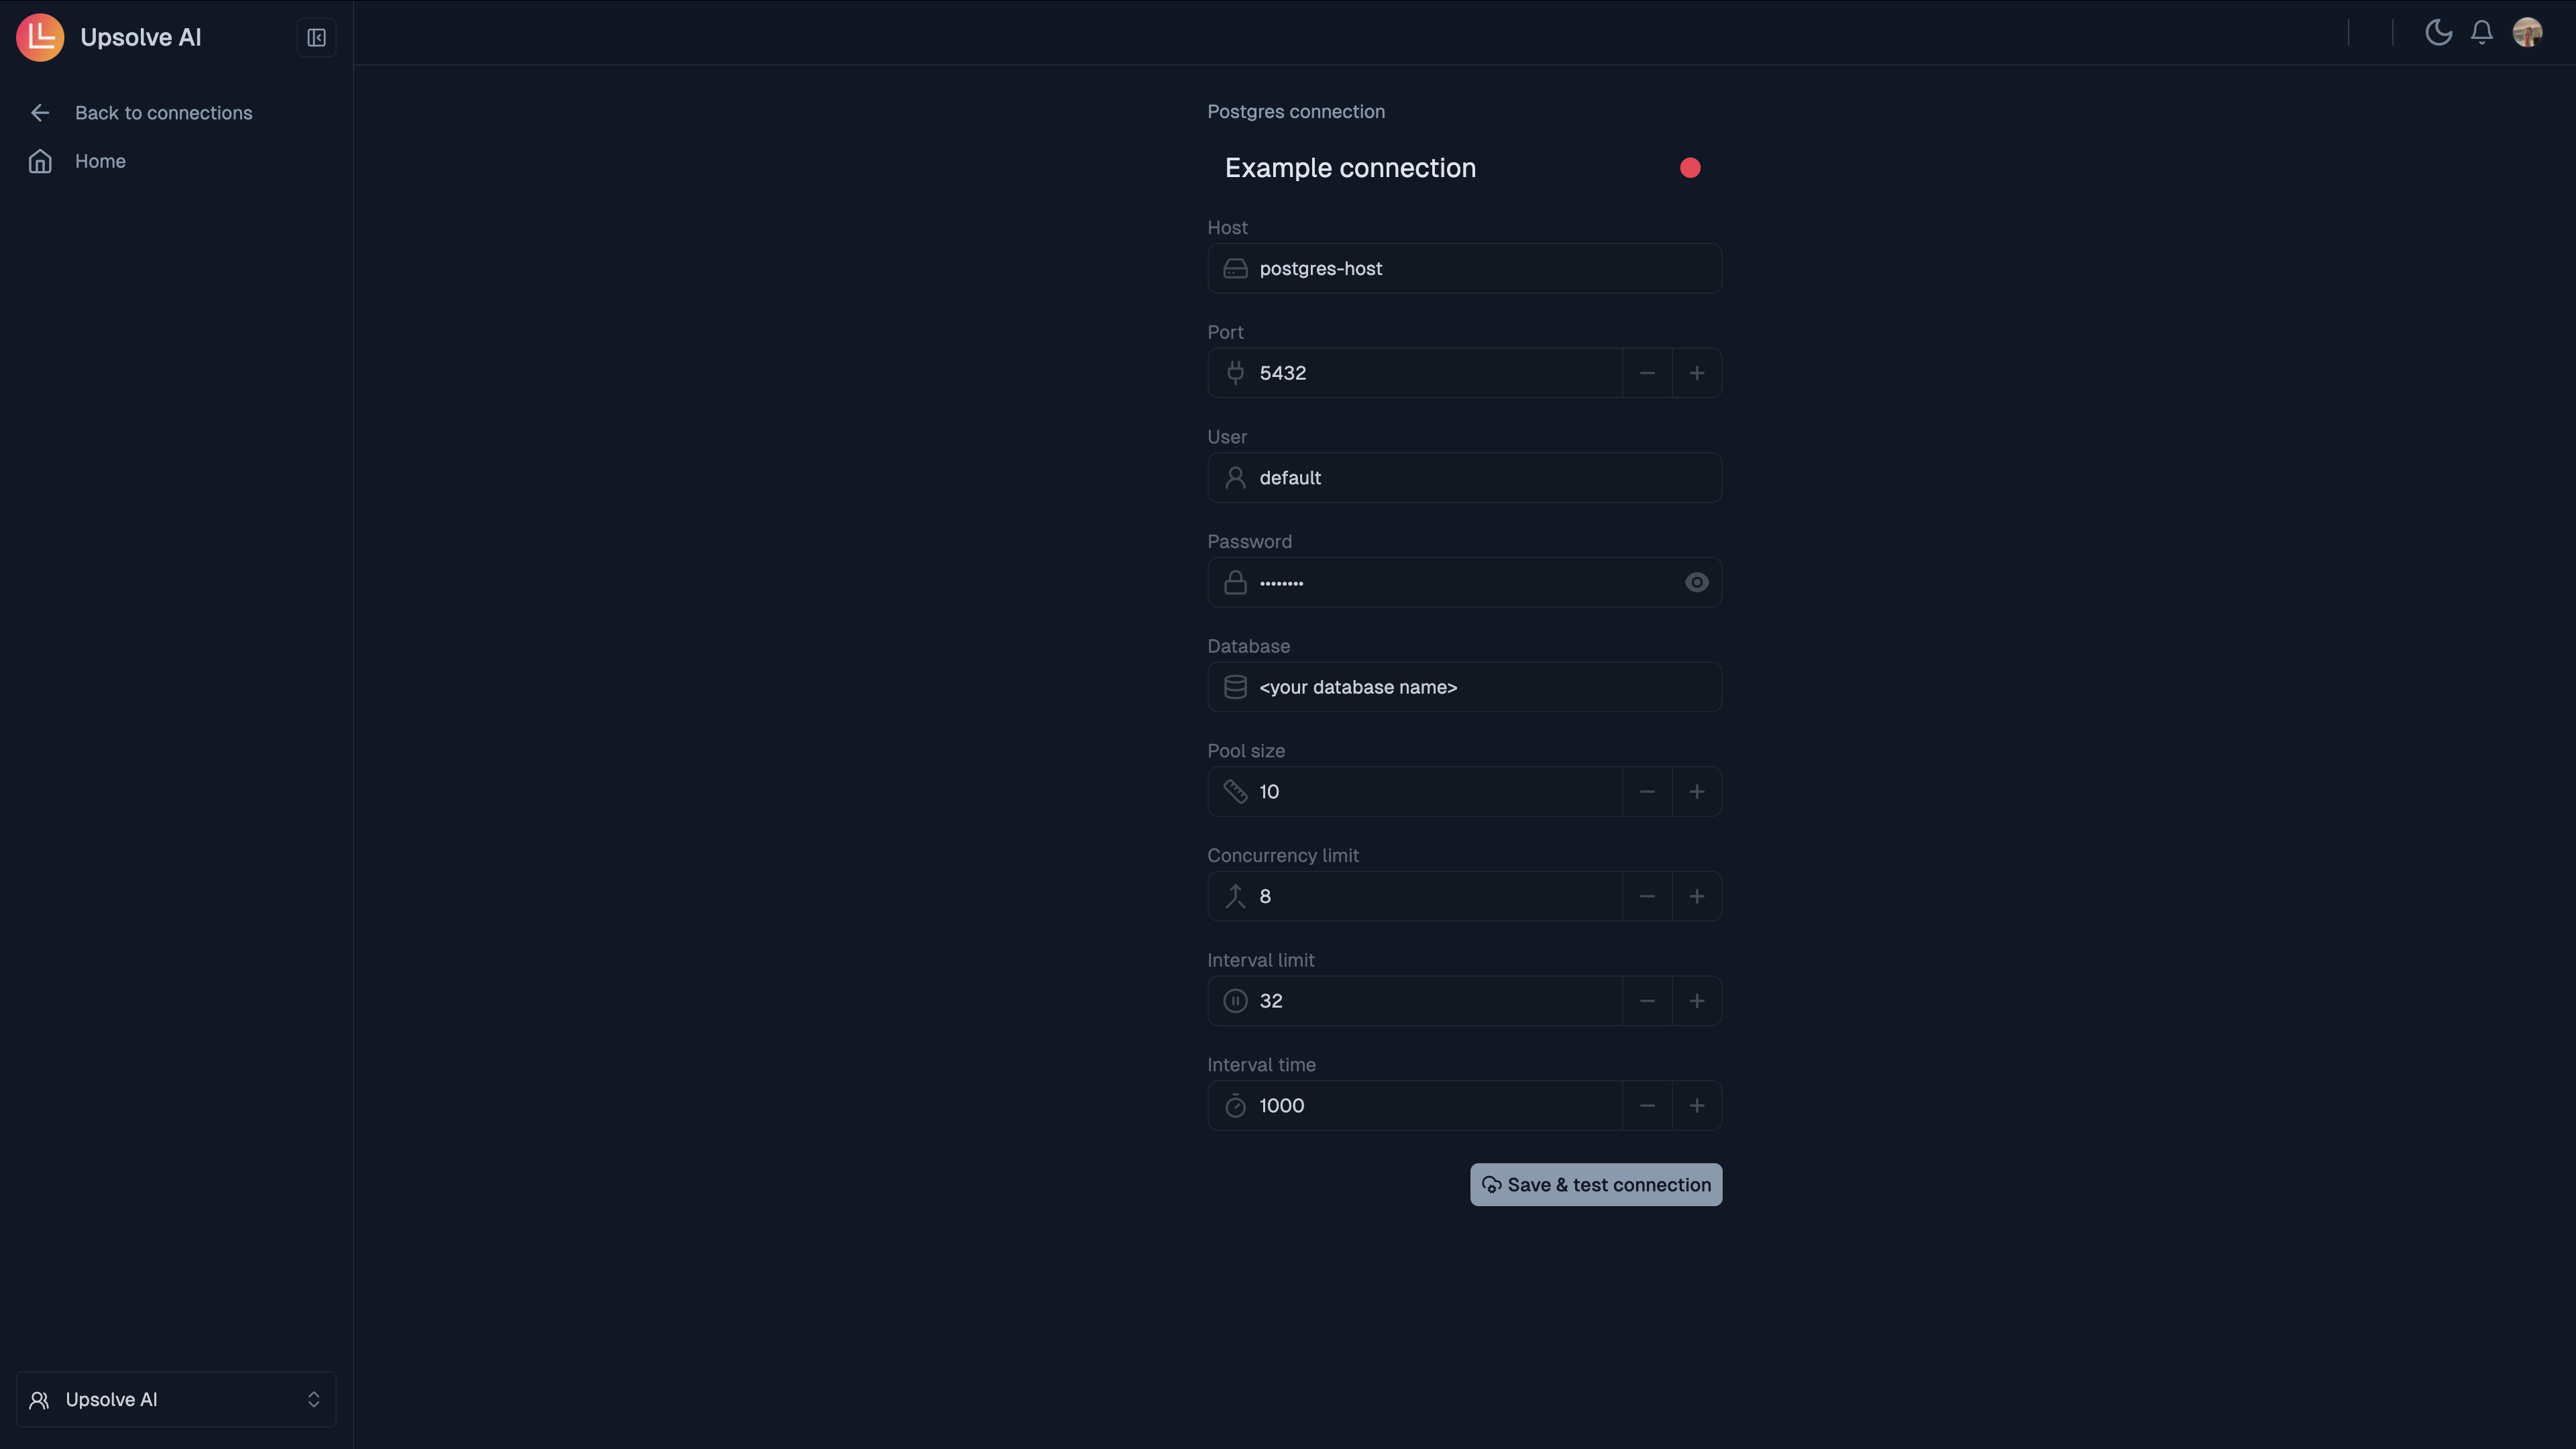 Upsolve AI
Back to connections
Home
Postgres connection
Example connection
Host
postgres-host
Port
5432
User
default
Password
••••••••
Database
<your database name>
Pool size
10
Concurrency limit
8
Interval limit
32
Interval time
1000
Save & test connection
Upsolve AI